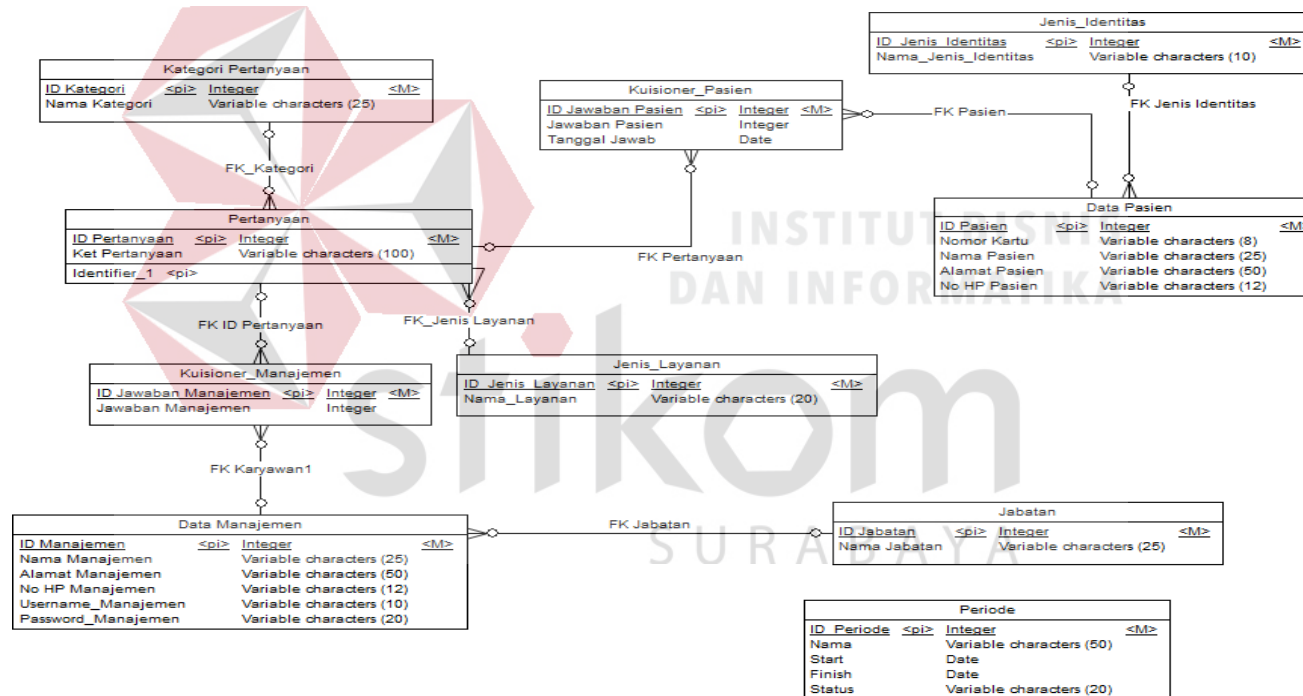 Kategori Pertanyaan
ID Kategori <pi> Integer <M>
Nama Kategori Variable characters (25)
FK_Kategori
Pertanyaan
ID Pertanyaan <pi> Integer <M>
Ket Pertanyaan Variable characters (100)
Identifier_1 <pi>
FK ID Pertanyaan
Kuisioner_Manajemen
ID Jawaban Manajemen <pi> Integer <M>
Jawaban Manajemen Integer
FK Karyawan1
Data Manajemen
ID Manajemen <pi> Integer <M>
Nama Manajemen Variable characters (25)
Alamat Manajemen Variable characters (50)
No HP Manajemen Variable characters (12)
Username_Manajemen Variable characters (10)
Password_Manajemen Variable characters (20)
Kuisioner_Pasien
ID Jawaban Pasien <pi> Integer <M>
Jawaban Pasien Integer
Tanggal Jawab Date
FK Pasien
FK Pertanyaan
FK_Jenis Layanan
Jenis_Layanan
ID_Jenis_Layanan <pi> Integer <M>
Nama_Layanan Variable characters (20)
Jenis_Identitas
ID_Jenis_Identitas <pi> Integer <M>
Nama_Jenis_Identitas Variable characters (10)
FK Jenis Identitas
Data Pasien
ID Pasien <pi> Integer <M>
Nomor Kartu Variable characters (8)
Nama Pasien Variable characters (25)
Alamat Pasien Variable characters (50)
No HP Pasien Variable characters (12)
FK Jabatan
Jabatan
ID Jabatan <pi> Integer <M>
Nama Jabatan Variable characters (25)
Periode
ID_Periode <pi> Integer <M>
Nama Variable characters (50)
Start Date
Finish Date
Status Variable characters (20)
INSTITUT BISNIS
DAN INFORMATIKA
stikom
SURABAYA